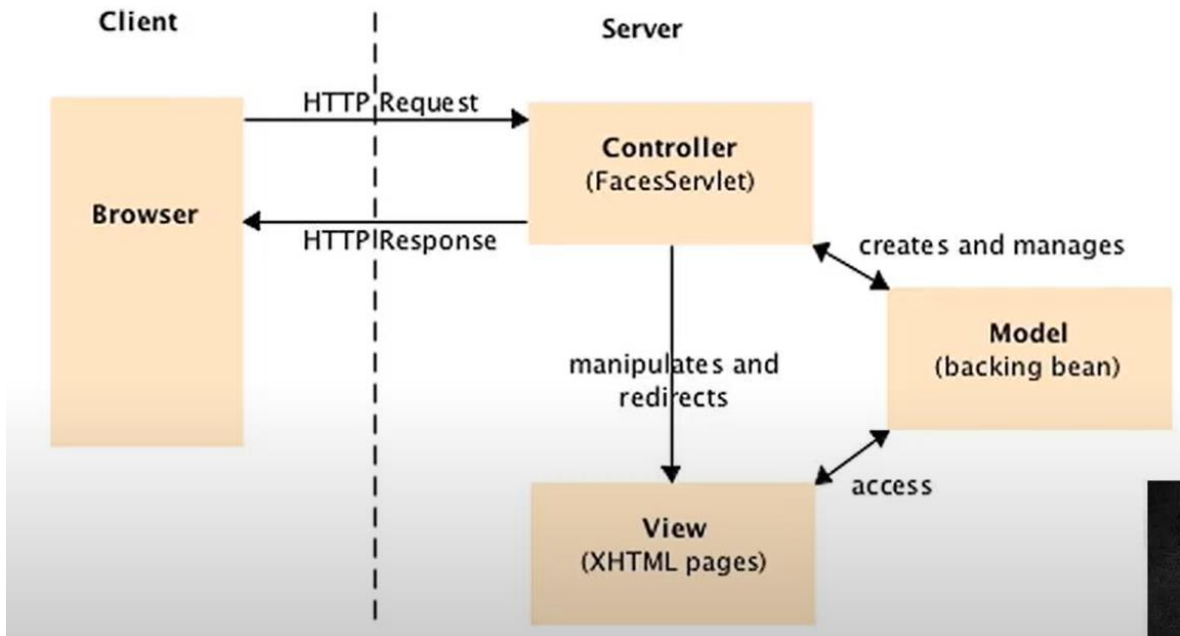 Client
Server
HTTP Request
Controller
(FacesServlet)
Browser
HTTP Response
creates and manages
Model
(backing bean)
manipulates and
redirects
access
View
(XHTML pages)